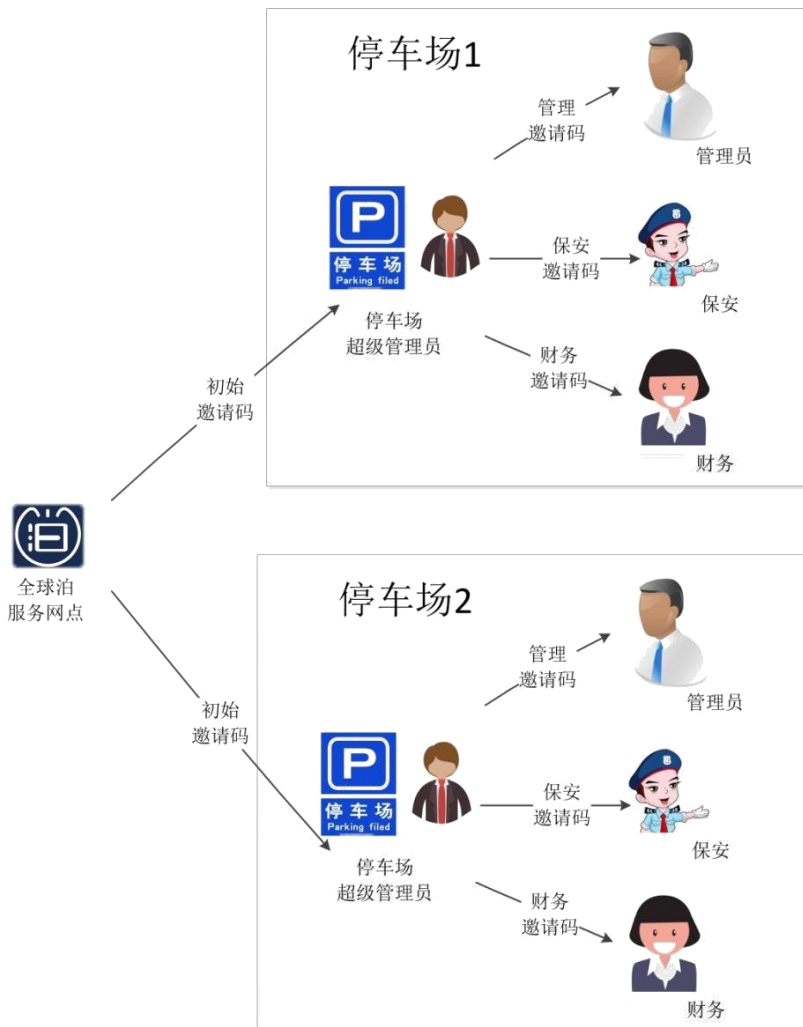 停车场1
管理
邀请码
管理员
P
停车场
Parking filed
保安
邀请码
保安
停车场
超级管理员
财务
邀请码
财务
初始
邀请码
泊
全球泊
服务网点
停车场2
管理
邀请码
管理员
初始
邀请码
P
停车场
Parking filed
保安
邀请码
保安
停车场
超级管理员
财务
邀请码
财务